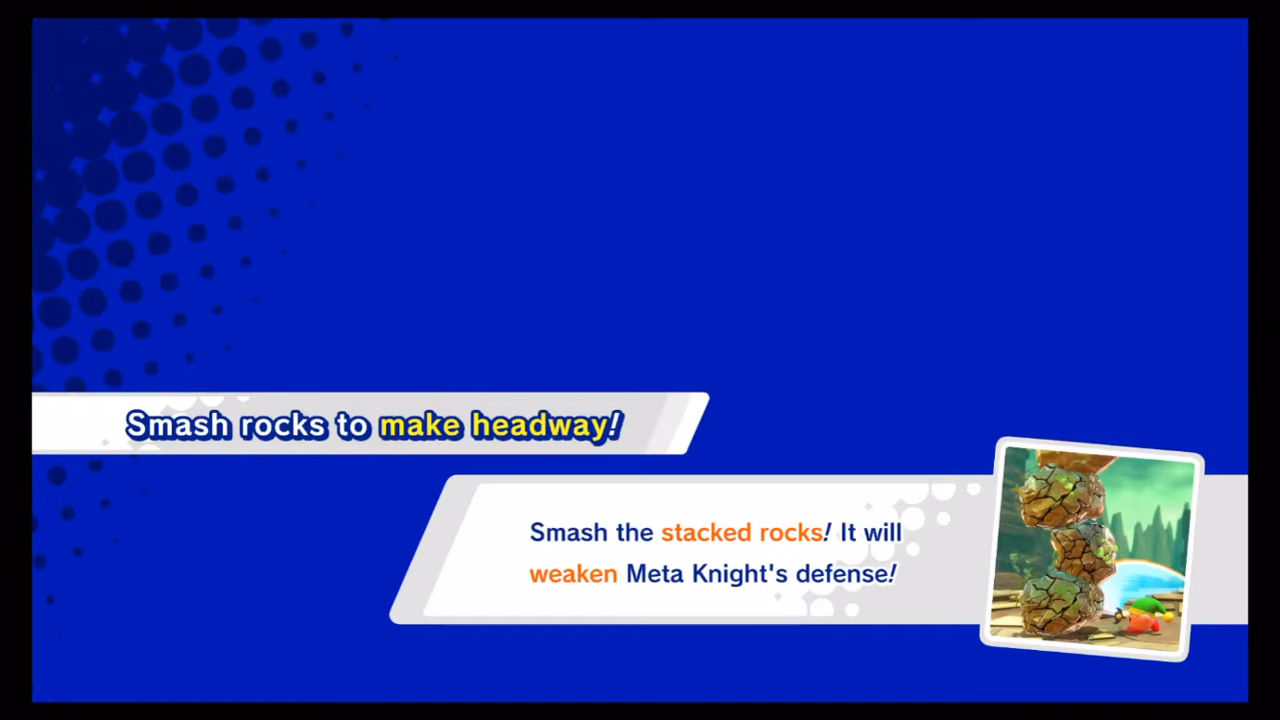 Smash rocks to make headway!
Smash the stacked rocks! It will
weaken Meta Knight's defense!